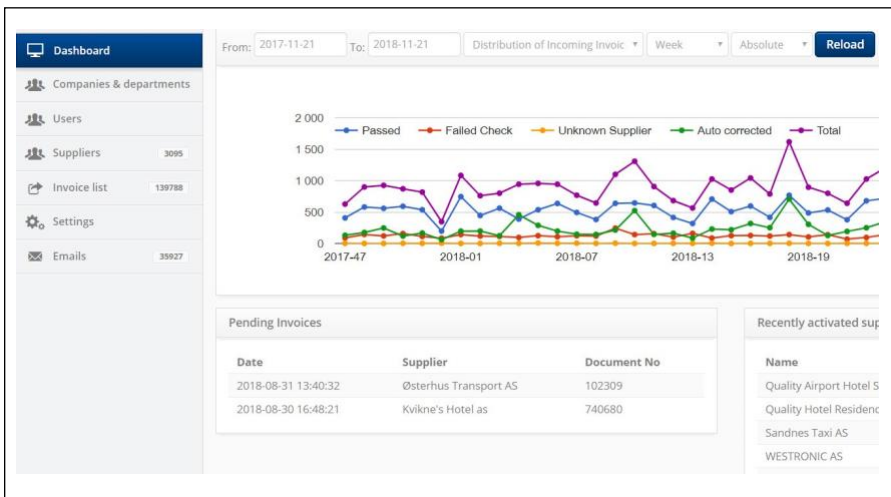 Dashboard
Companies & departments
Users
Suppliers 3095
Invoice list 139788
Settings
Emails 35927
From: 2017-11-21 To: 2018-11-21 Distribution of Incoming Invoic Week Absolute Reload
2 000
1 500
1 000
500
0
Passed Failed Check Unknown Supplier Auto corrected Total
2017-47 2018-01 2018-07 2018-13 2018-19
Pending Invoices
Date Supplier Document No
2018-08-31 13:40:32 Østerhus Transport AS 102309
2018-08-30 16:48:21 Kvikne's Hotel as 740680
Recently activated sup
Name
Quality Airport Hotel S
Quality Hotel Residenc
Sandnes Taxi AS
WESTRONIC AS